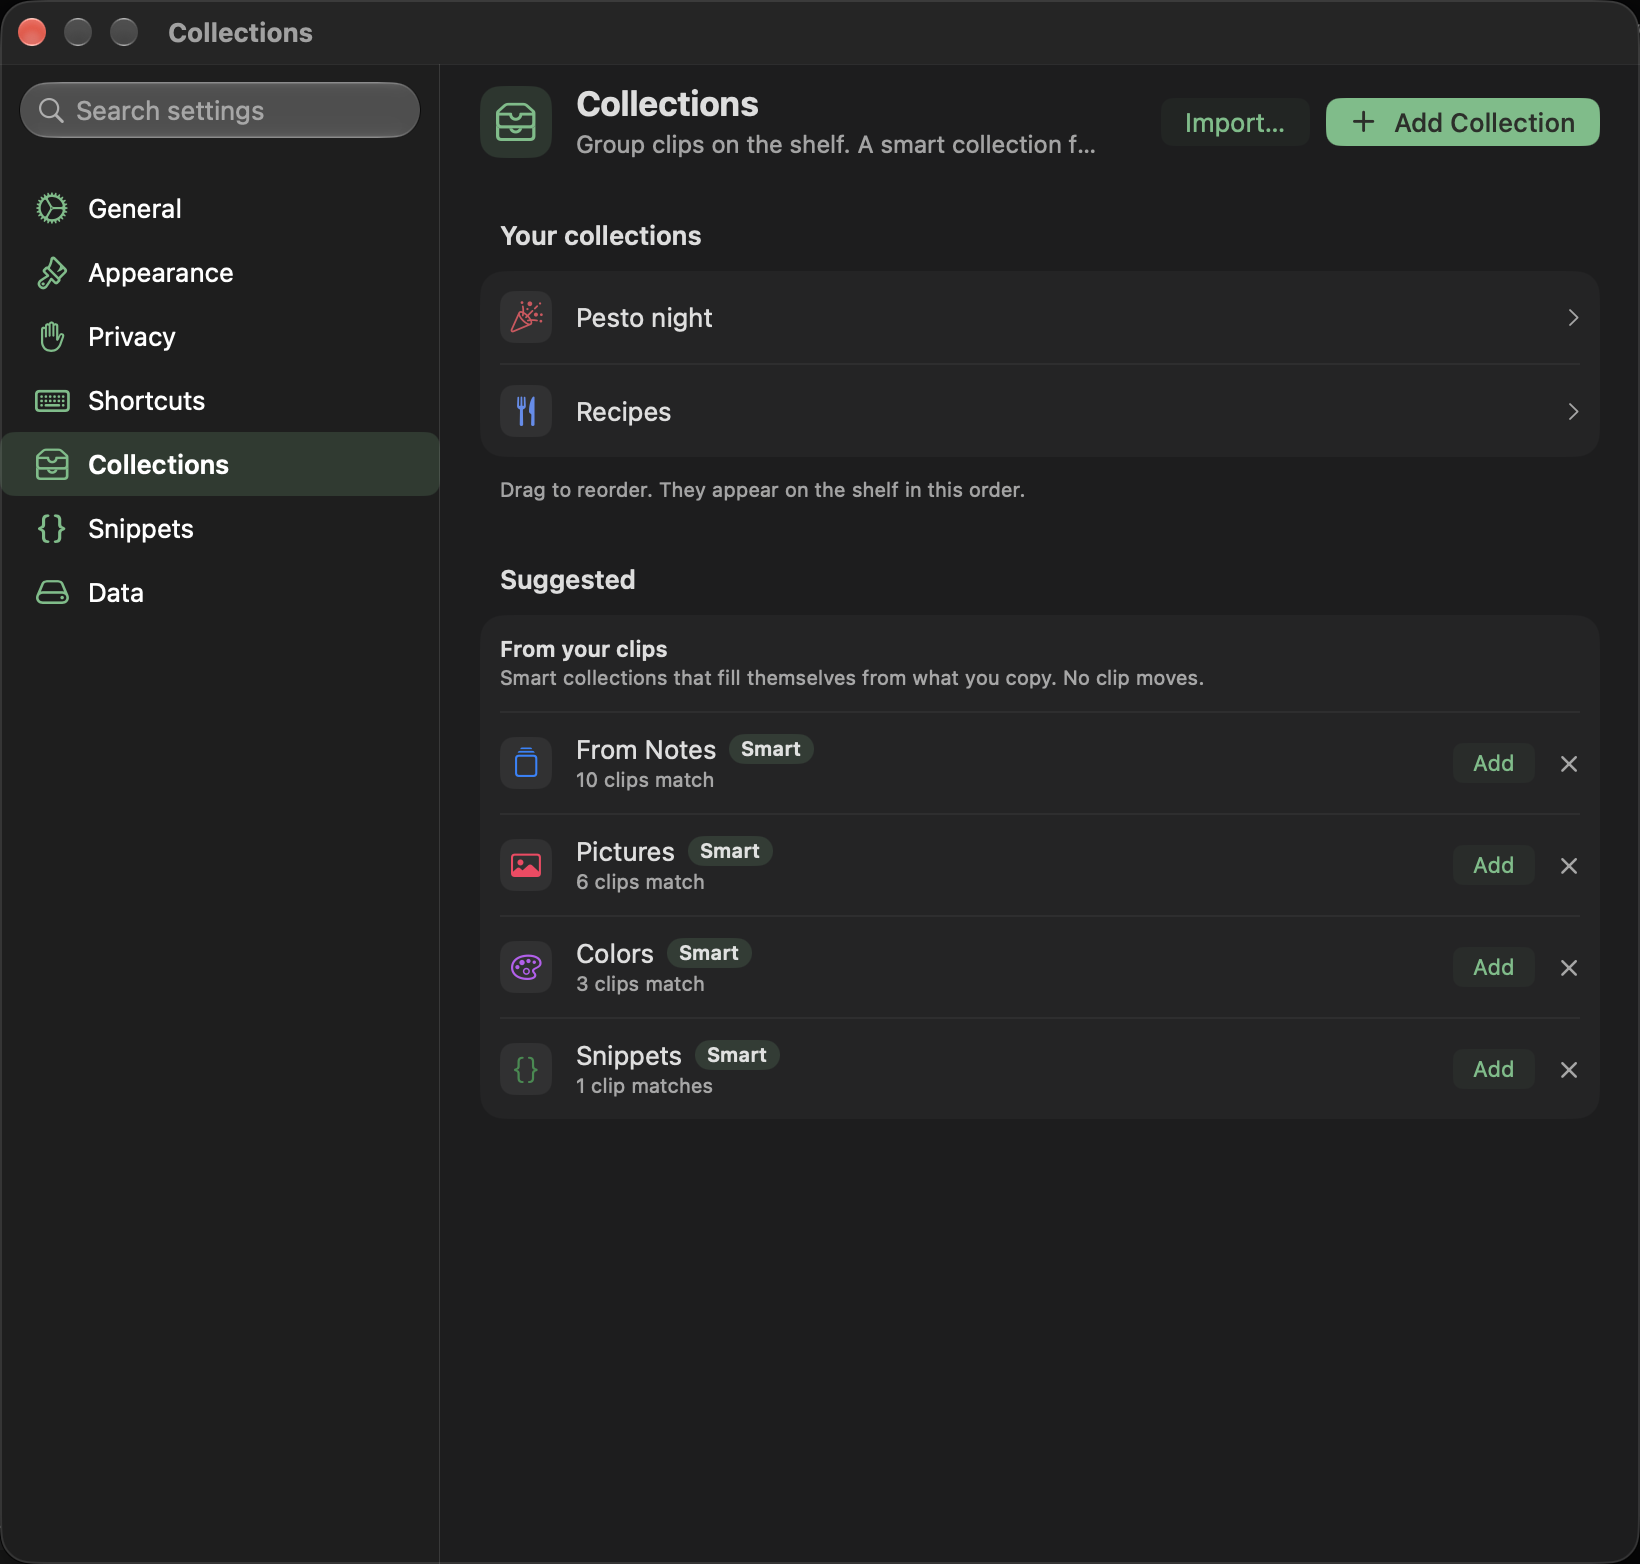 Collections
Search settings
General
Appearance
Privacy
Shortcuts
Collections
Snippets
Data
Collections
Group clips on the shelf. A smart collection f...
Import...
+ Add Collection
Your collections
Pesto night
Recipes
Drag to reorder. They appear on the shelf in this order.
Suggested
From your clips
Smart collections that fill themselves from what you copy. No clip moves.
From Notes Smart
10 clips match
Add
Pictures Smart
6 clips match
Add
Colors Smart
3 clips match
Add
Snippets Smart
1 clip matches
Add